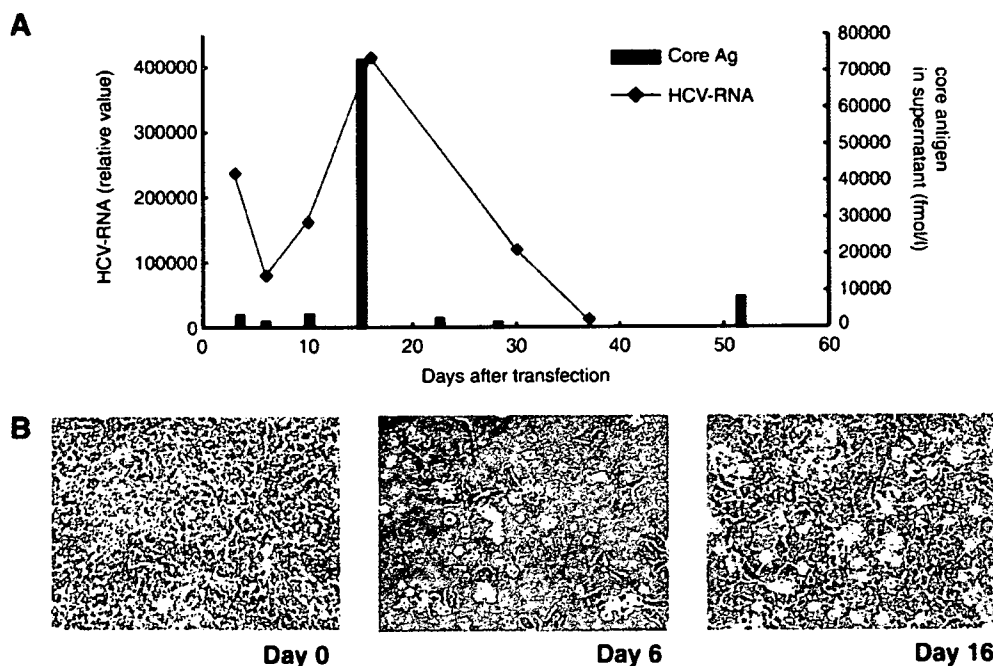 A
HCV-RNA (relative value)
400000
300000
200000
100000
0
Core Ag
HCV-RNA
80000
70000
60000
50000
40000
30000
20000
10000
0
core antigen
in supernatant (fmol/l)
0 10 20 30 40 50 60
Days after transfection
B
Day 0
Day 6
Day 16